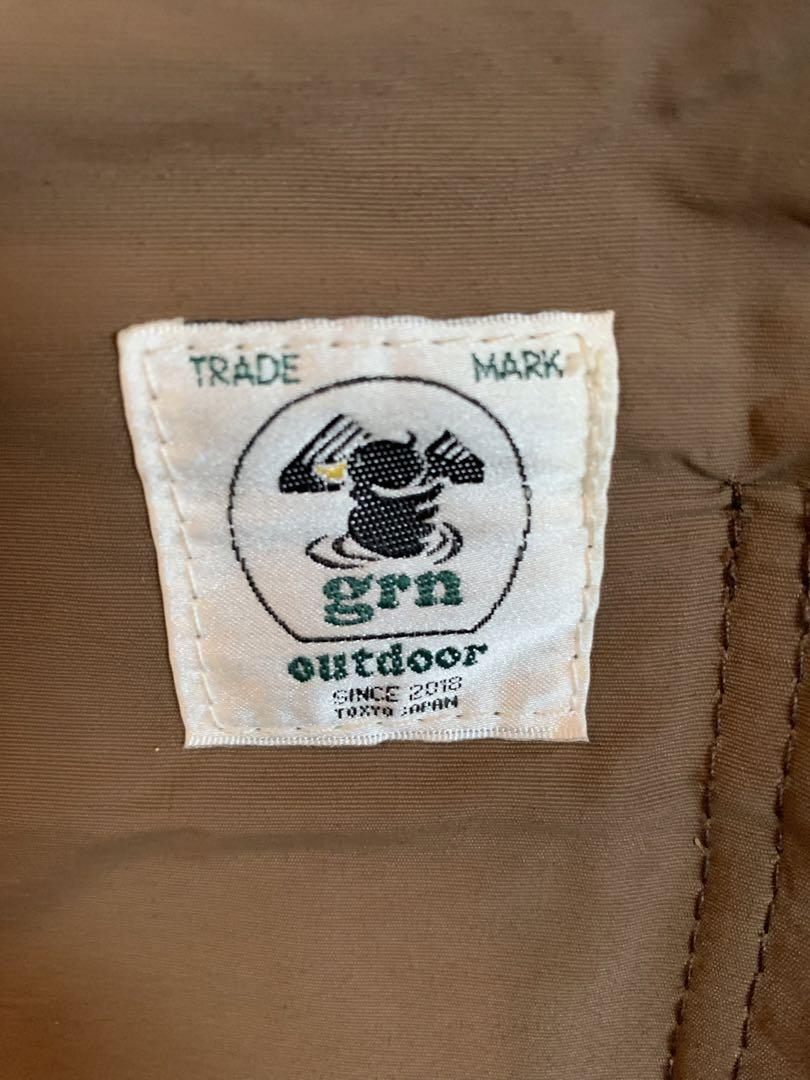 TRADE MARK
grn
outdoor
SINCE 2018
TOKYO JAPAN